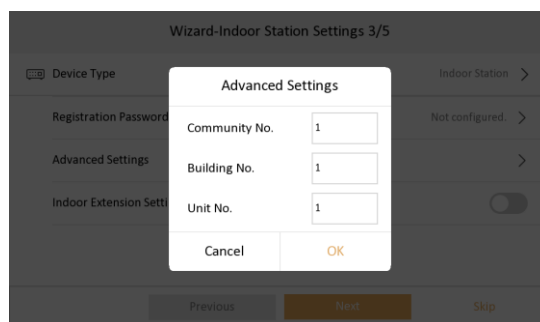 Wizard-Indoor Station Settings 3/5
Device Type
Indoor Station
Registration Password
Not configured.
Advanced Settings
Indoor Extension Setti
Advanced Settings
Community No.
1
Building No.
1
Unit No.
1
Cancel
OK
Previous
Next
Skip